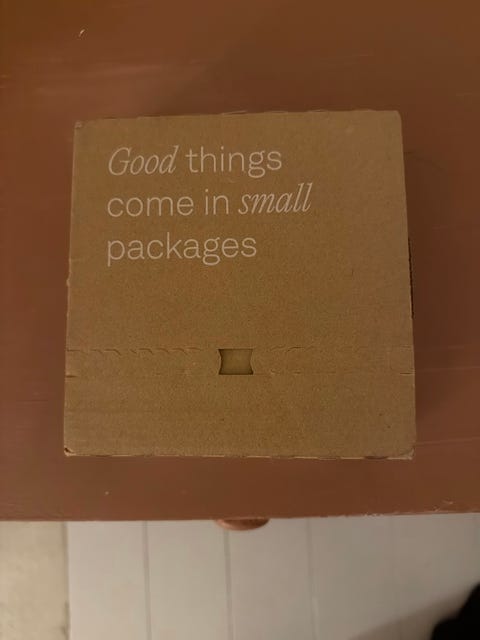 Good things
come in small
packages